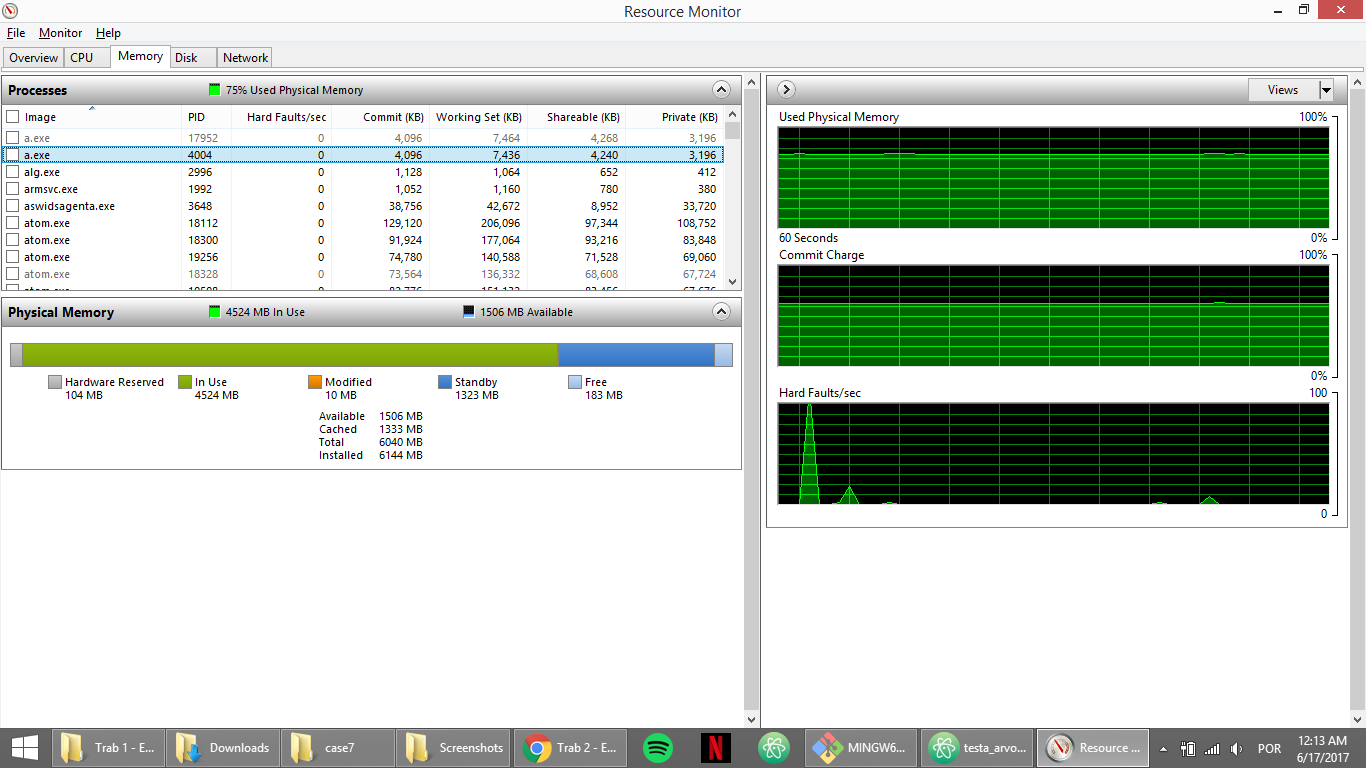 Resource Monitor
File Monitor Help
Overview CPU Memory Disk Network
Processes 75% Used Physical Memory
Image PID Hard Faults/sec Commit (KB) Working Set (KB) Shareable (KB) Private (KB)
a.exe 17952 0 4,096 7,464 4,268 3,196
a.exe 4004 0 4,096 7,436 4,240 3,196
alg.exe 2996 0 1,128 1,064 652 412
armsvc.exe 1992 0 1,052 1,160 780 380
aswidsagenta.exe 3648 0 38,756 42,672 8,952 33,720
atom.exe 18112 0 129,120 206,096 97,344 108,752
atom.exe 18300 0 91,924 177,064 93,216 83,848
atom.exe 19256 0 74,780 140,588 71,528 69,060
atom.exe 18328 0 73,564 136,332 68,608 67,724
Physical Memory 4524 MB In Use 1506 MB Available
Hardware Reserved In Use Modified Standby Free
104 MB 4524 MB 10 MB 1323 MB 183 MB
Available 1506 MB
Cached 1333 MB
Total 6040 MB
Installed 6144 MB
Views
Used Physical Memory 100%
60 Seconds 0%
Commit Charge 100%
0%
Hard Faults/sec 100
0
Trab 1 - E... Downloads case7 Screenshots Trab 2 - E... N MINGW6... testa_arvo... Resource ... POR 12:13 AM
6/17/2017